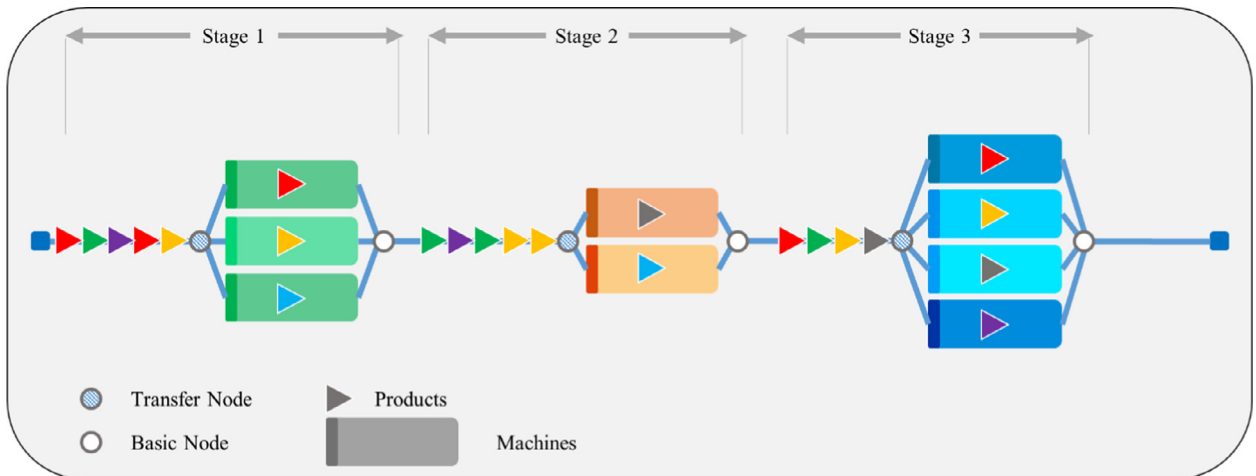 Stage 1
Stage 2
Stage 3
Transfer Node
Products
Basic Node
Machines